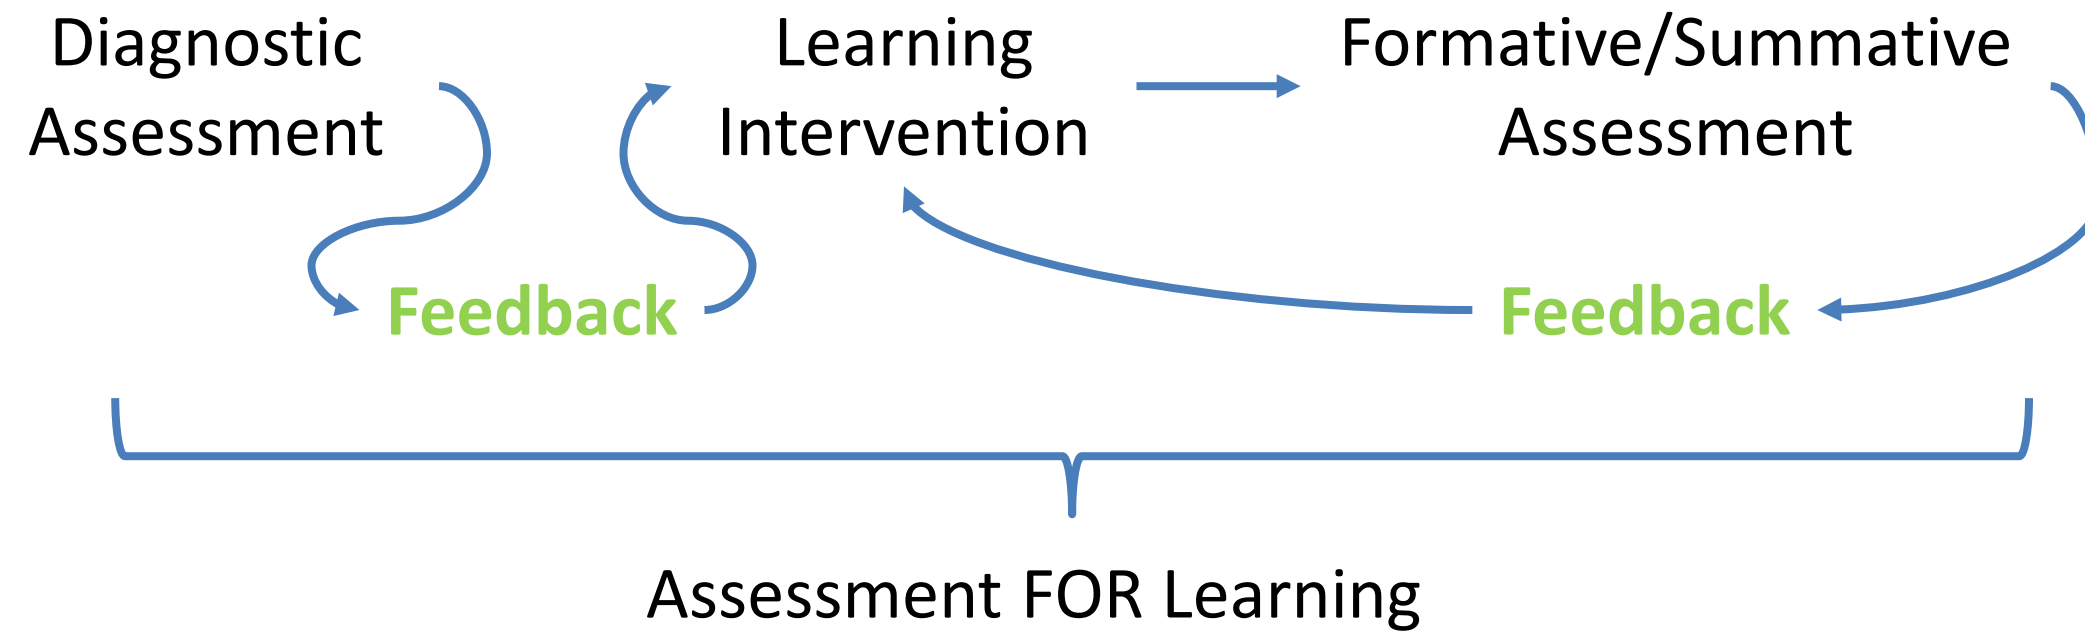 Diagnostic
Assessment
Learning
Intervention
Formative/Summative
Assessment
Feedback
Feedback
Assessment FOR Learning